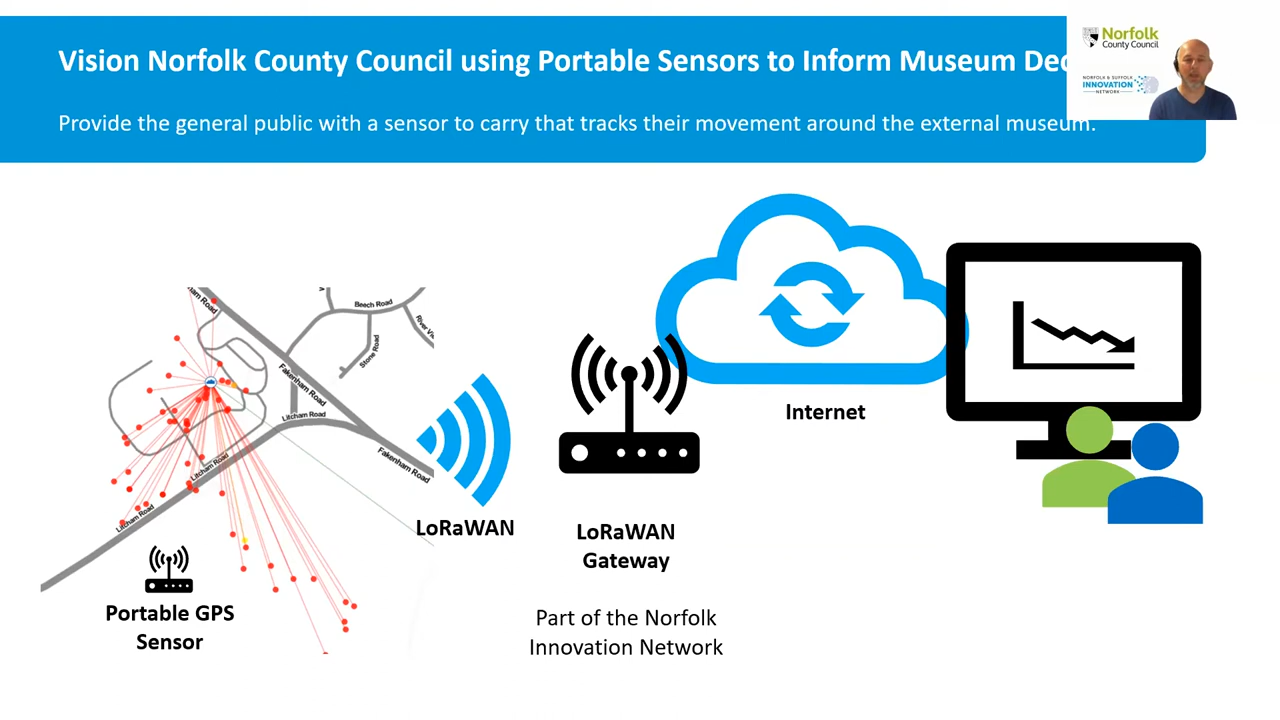 Vision Norfolk County Council using Portable Sensors to Inform Museum
Provide the general public with a sensor to carry that tracks their movement around the external museum.
Norfolk
County Council
NORFOLK & SUFFOLK
INNOVATION
NETWORK
Beech Road
Stone Road
Fakenham Road
Litcham Road
Fakenham Road
Litcham Road
Litcham Road
LoRaWAN
Portable GPS
Sensor
LoRaWAN
Gateway
Part of the Norfolk
Innovation Network
Internet